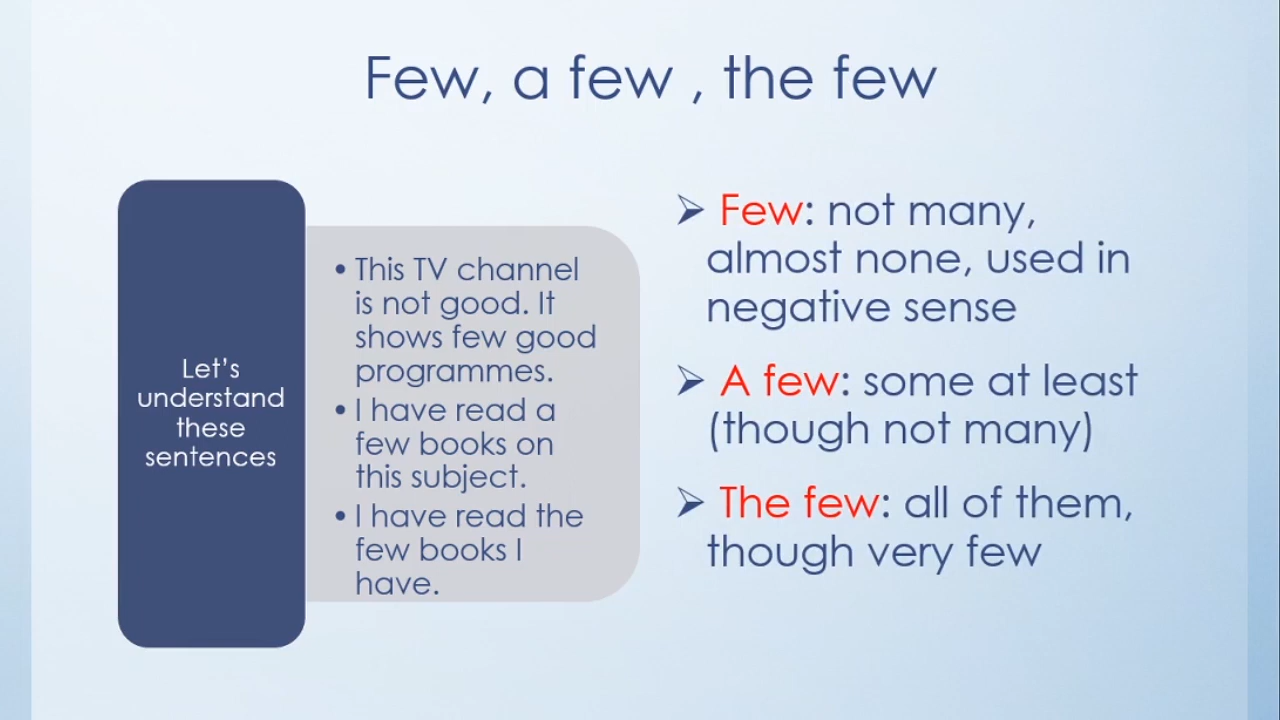 Few, a few , the few
Let's
understand
these
sentences
• This TV channel
is not good. It
shows few good
programmes.
• I have read a
few books on
this subject.
• I have read the
few books I
have.
➢ Few: not many,
almost none, used in
negative sense
➢ A few: some at least
(though not many)
➢ The few: all of them,
though very few